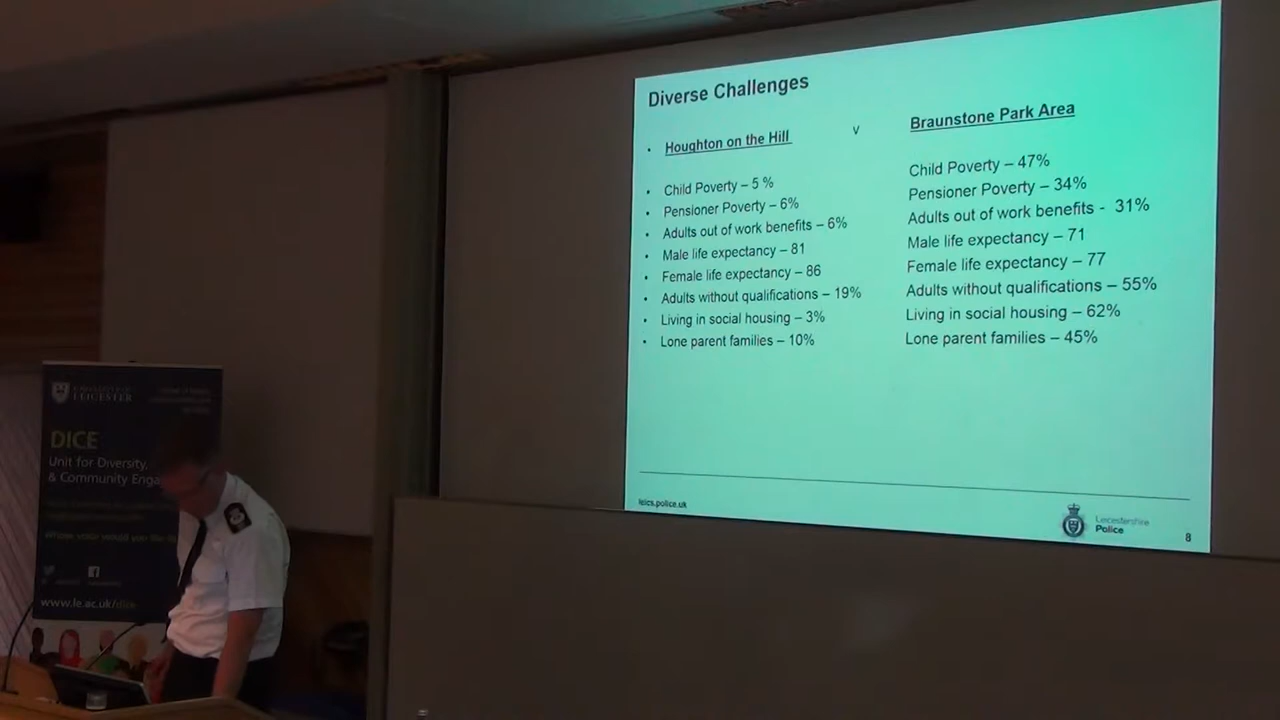 Diverse Challenges
• Houghton on the Hill
v
Braunstone Park Area
• Child Poverty – 5 %
• Pensioner Poverty – 6%
• Adults out of work benefits – 6%
• Male life expectancy – 81
• Female life expectancy – 86
• Adults without qualifications – 19%
• Living in social housing – 3%
• Lone parent families – 10%
Child Poverty – 47%
Pensioner Poverty – 34%
Adults out of work benefits - 31%
Male life expectancy – 71
Female life expectancy – 77
Adults without qualifications – 55%
Living in social housing – 62%
Lone parent families – 45%
leics.police.uk
Leicestershire
Police
8
UNIVERSITY OF
LEICESTER
DICE
Unit for Diversity,
& Community Enga
www.le.ac.uk/dice